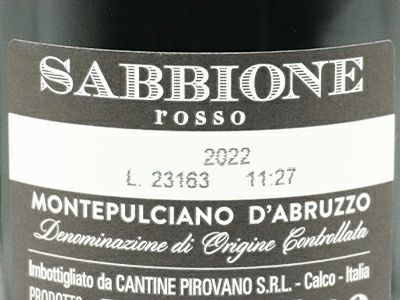 SABBIONE
rosso
2022
L. 23163 11:27
MONTEPULCIANO D'ABRUZZO
Denominazione di Origine Controllata
Imbottigliato da CANTINE PIROVANO S.R.L. - Calco - Italia